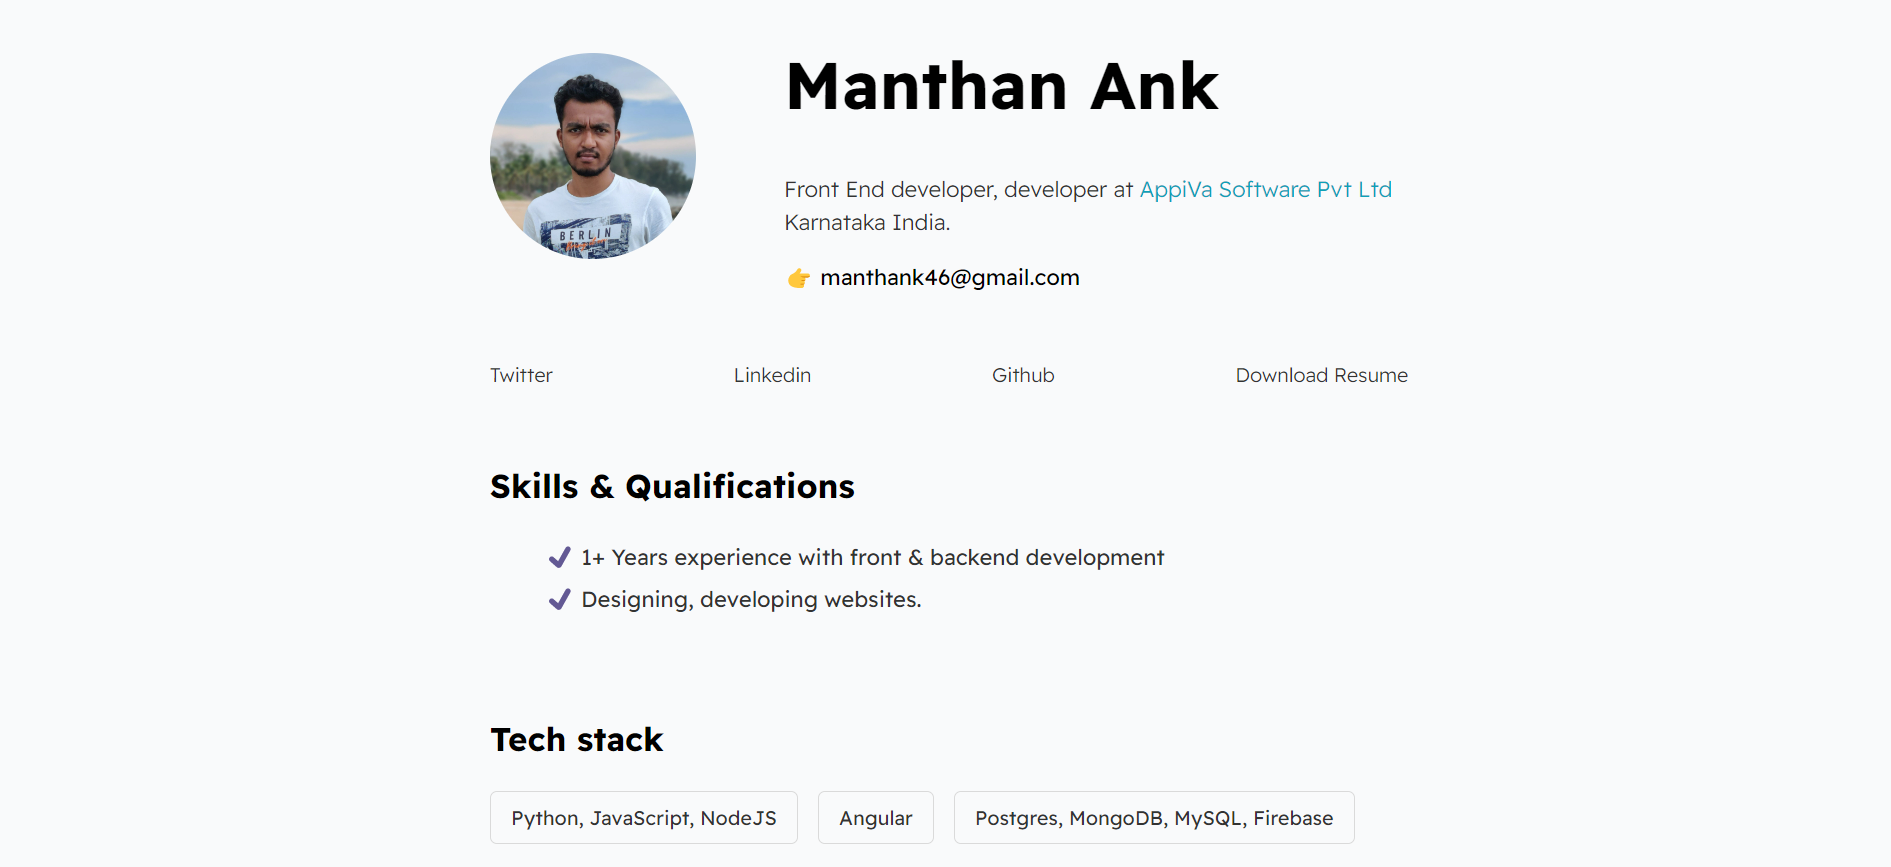 Manthan Ank
Front End developer, developer at AppiVa Software Pvt Ltd
Karnataka India.
👉 manthank46@gmail.com
Twitter Linkedin Github Download Resume
Skills & Qualifications
✔ 1+ Years experience with front & backend development
✔ Designing, developing websites.
Tech stack
Python, JavaScript, NodeJS Angular Postgres, MongoDB, MySQL, Firebase
BERLIN